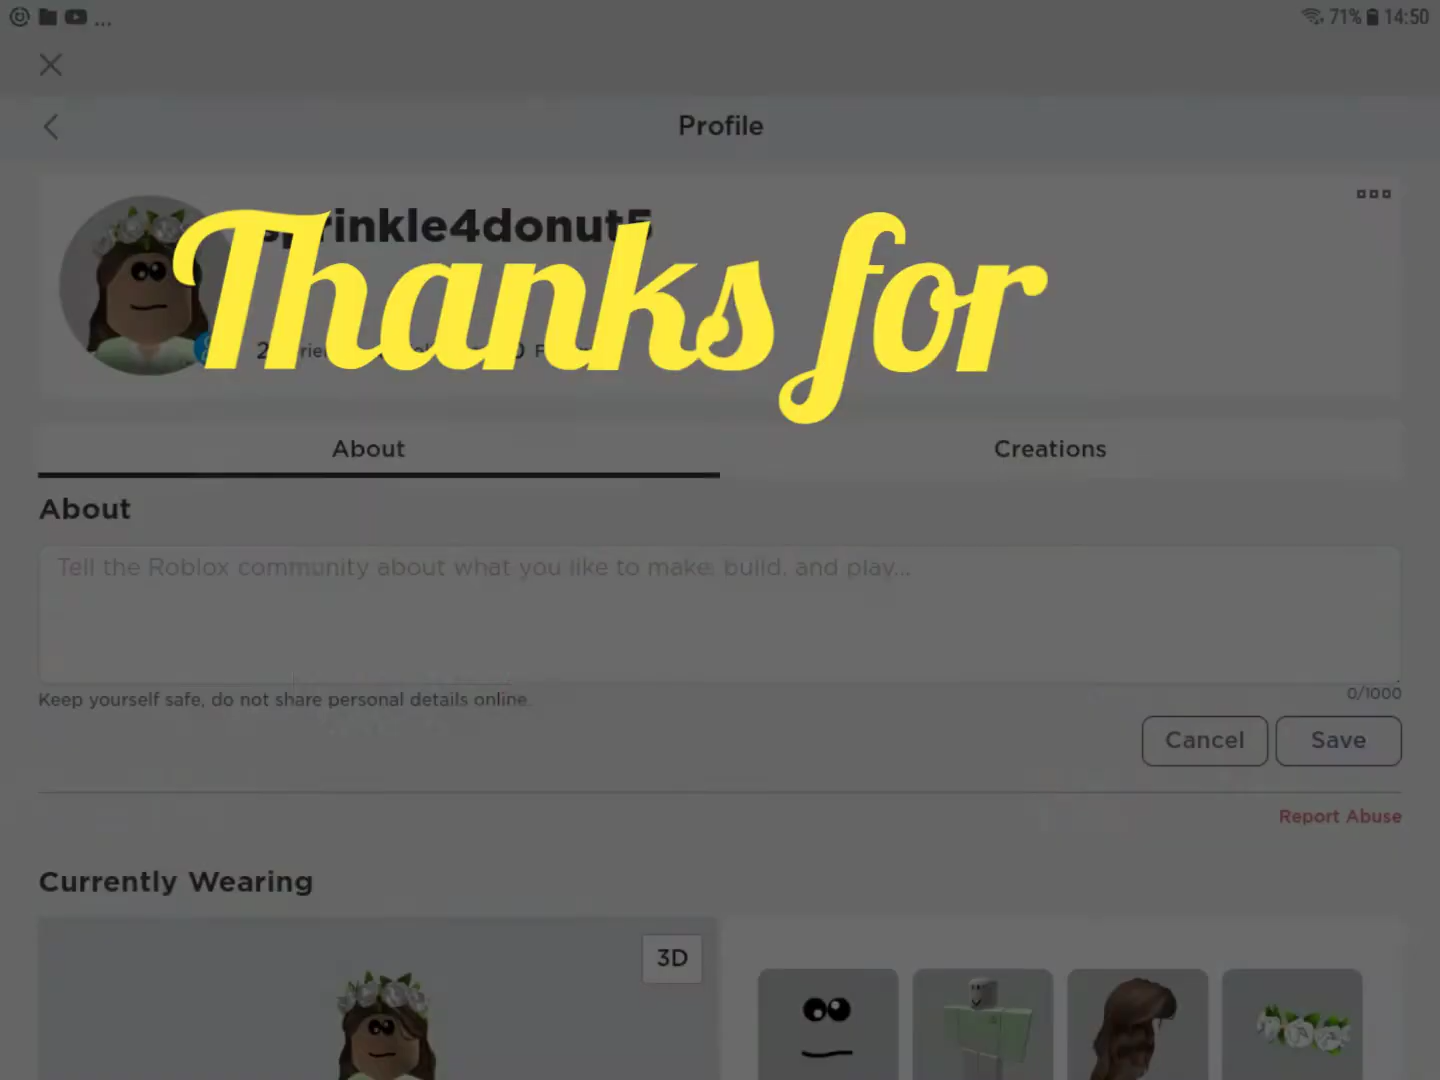 ... 71% 14:50
Profile
sprinkle4donut5
Thanks for
About Creations
About
Tell the Roblox community about what you like to make, build, and play...
Keep yourself safe, do not share personal details online. 0/1000
Cancel Save
Report Abuse
Currently Wearing
3D